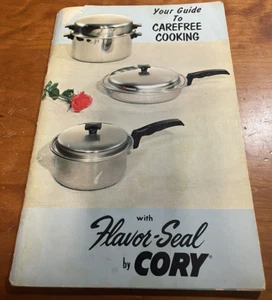 Your Guide
To
CAREFREE
COOKING
with
Flavor-Seal
by CORY®